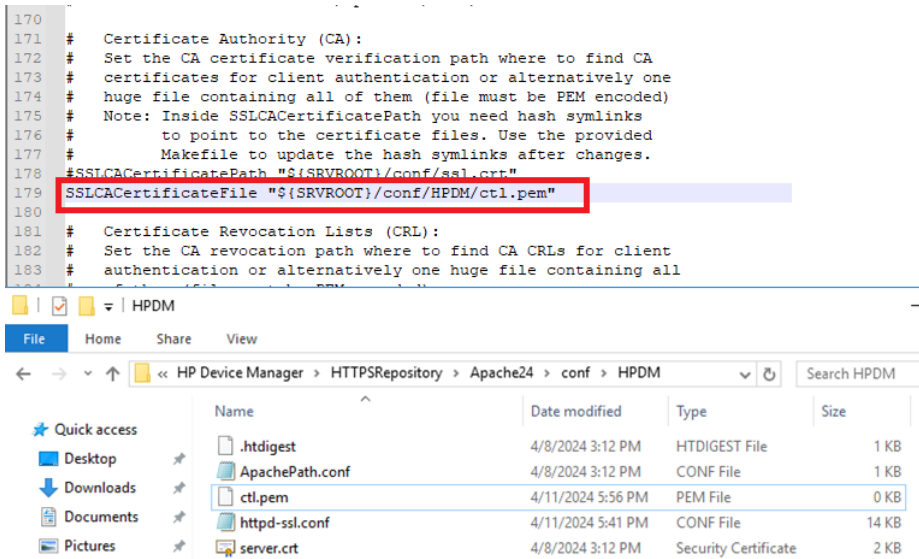 170
171 #   Certificate Authority (CA):
172 #   Set the CA certificate verification path where to find CA
173 #   certificates for client authentication or alternatively one
174 #   huge file containing all of them (file must be PEM encoded)
175 #   Note: Inside SSLCACertificatePath you need hash symlinks
176 #         to point to the certificate files. Use the provided
177 #         Makefile to update the hash symlinks after changes.
178 #SSLCACertificatePath "${SRVROOT}/conf/ssl.crt"
179 SSLCACertificateFile "${SRVROOT}/conf/HPDM/ctl.pem"
180
181 #   Certificate Revocation Lists (CRL):
182 #   Set the CA revocation path where to find CA CRLs for client
183 #   authentication or alternatively one huge file containing all
HPDM
File Home Share View
« HP Device Manager > HTTPSRepository > Apache24 > conf > HPDM Search HPDM
Name Date modified Type Size
Quick access
.htdigest 4/8/2024 3:12 PM HTDIGEST File 1 KB
Desktop
ApachePath.conf 4/8/2024 3:12 PM CONF File 1 KB
Downloads
ctl.pem 4/11/2024 5:56 PM PEM File 0 KB
Documents
httpd-ssl.conf 4/11/2024 5:41 PM CONF File 14 KB
Pictures
server.crt 4/8/2024 3:12 PM Security Certificate 2 KB